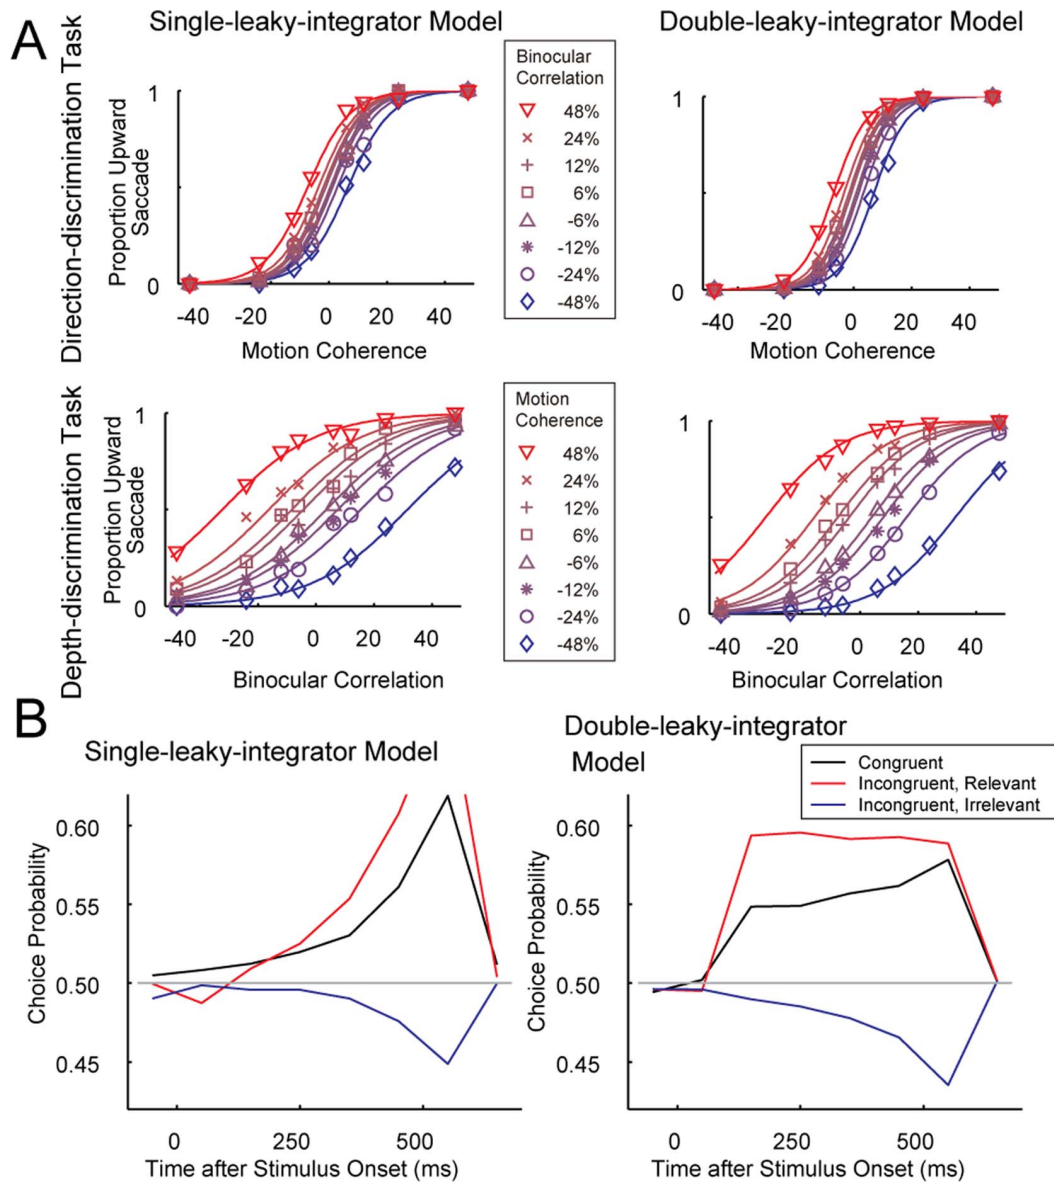 A
Single-leaky-integrator Model
Double-leaky-integrator Model
Direction-discrimination Task
Proportion Upward
Saccade
1
0
-40 -20 0 20 40
Motion Coherence
Binocular
Correlation
48%
24%
12%
6%
-6%
-12%
-24%
-48%
1
0
-40 -20 0 20 40
Motion Coherence
Depth-discrimination Task
Proportion Upward
Saccade
1
0
-40 -20 0 20 40
Binocular Correlation
Motion
Coherence
48%
24%
12%
6%
-6%
-12%
-24%
-48%
1
0
-40 -20 0 20 40
Binocular Correlation
B
Single-leaky-integrator Model
Double-leaky-integrator
Model
Congruent
Incongruent, Relevant
Incongruent, Irrelevant
Choice Probability
0.60
0.55
0.50
0.45
0 250 500
Time after Stimulus Onset (ms)
Choice Probability
0.60
0.55
0.50
0.45
0 250 500
Time after Stimulus Onset (ms)